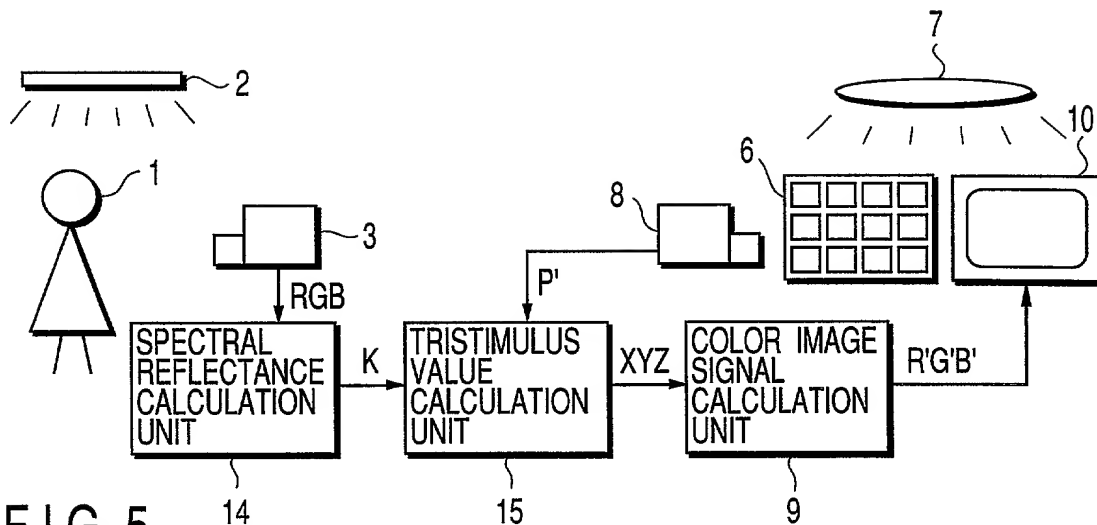 7
2
10
6
1
8
3
P'
RGB
SPECTRAL
REFLECTANCE
CALCULATION
UNIT
K
TRISTIMULUS
VALUE
CALCULATION
UNIT
XYZ
COLOR IMAGE
SIGNAL
CALCULATION
UNIT
R'G'B'
14
15
9
FIG. 5